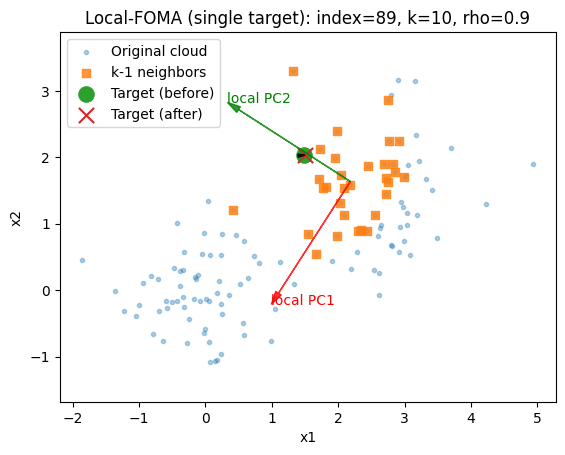 Local-FOMA (single target): index=89, k=10, rho=0.9
Original cloud
k-1 neighbors
Target (before)
Target (after)
local PC2
local PC1
3
2
1
0
−1
x2
−2
−1
0
1
2
3
4
5
x1